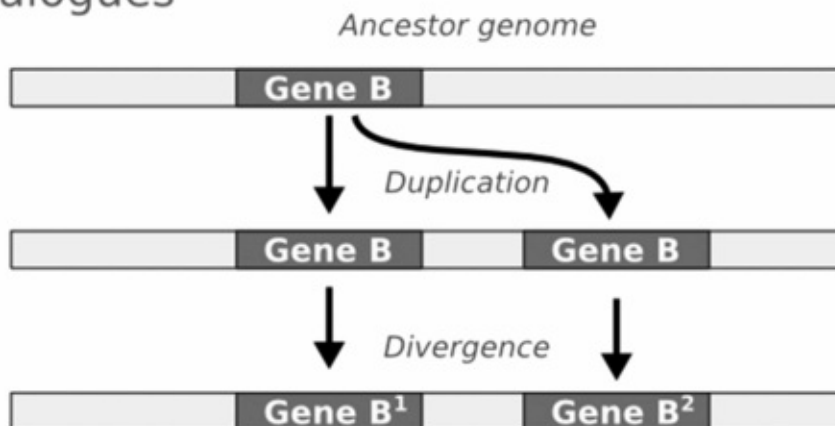 Ancestor genome
Gene B
Duplication
Gene B Gene B
Divergence
Gene B¹ Gene B²